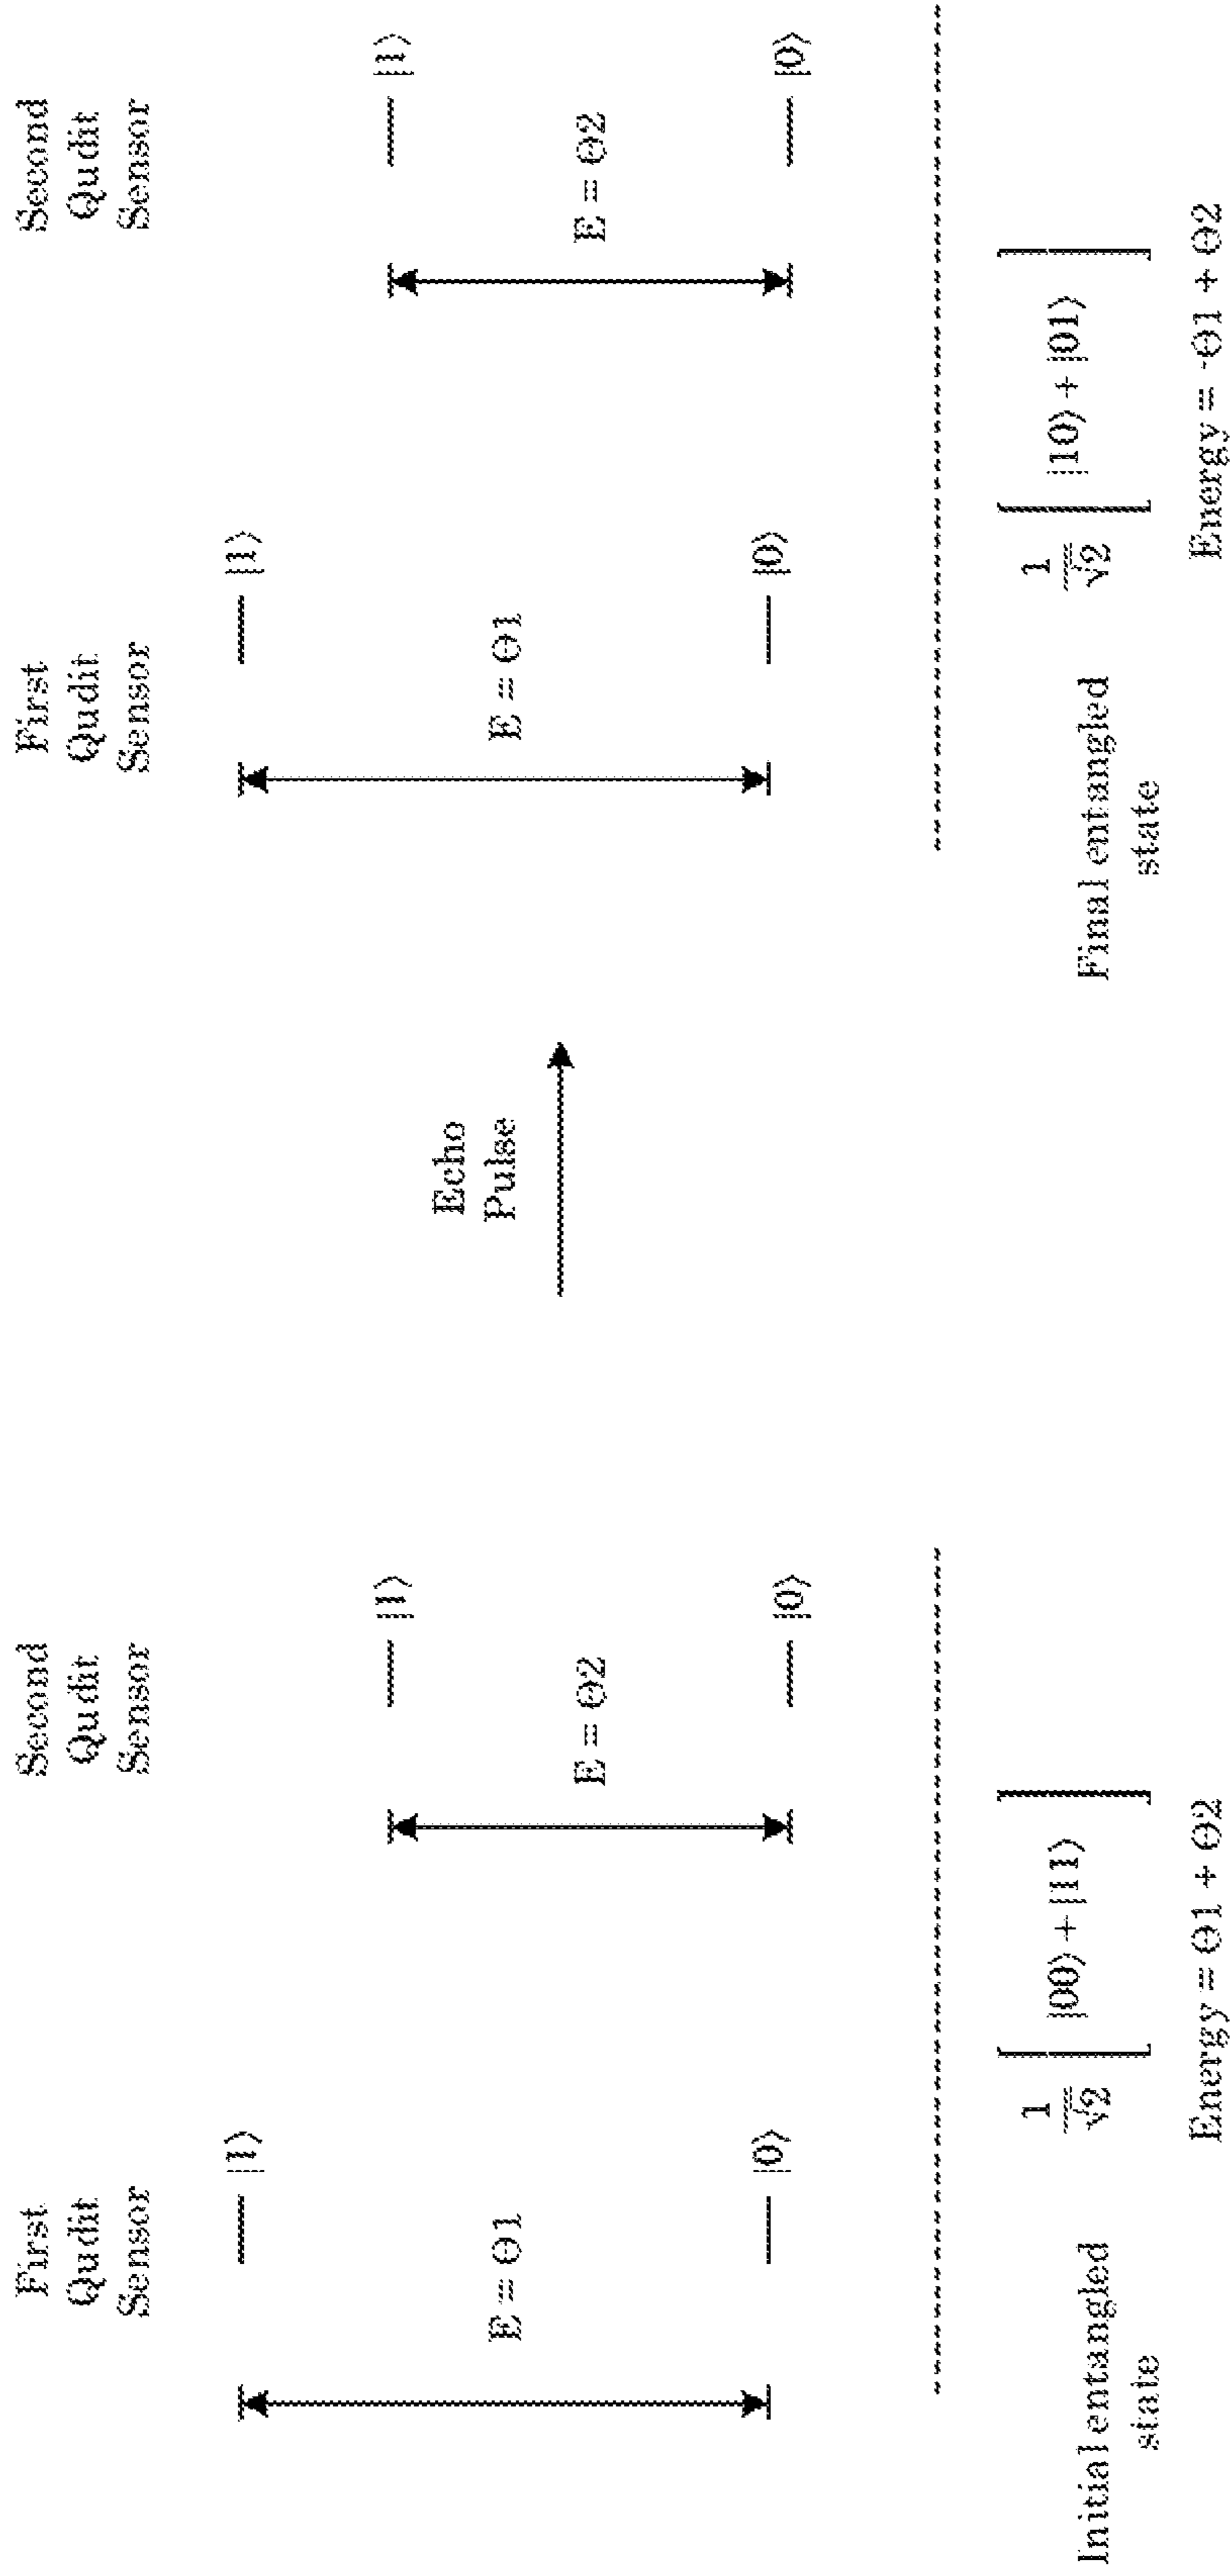 First
Qudit
Sensor
Second
Qudit
Sensor
|1⟩
|1⟩
E = Θ1
E = Θ2
|0⟩
|0⟩
Initial entangled
state
1
√2
[ |00⟩ + |11⟩ ]
Energy = Θ1 + Θ2
Echo
Pulse
First
Qudit
Sensor
Second
Qudit
Sensor
|1⟩
|1⟩
E = Θ1
E = Θ2
|0⟩
|0⟩
Final entangled
state
1
√2
[ |10⟩ + |01⟩ ]
Energy = -Θ1 + Θ2